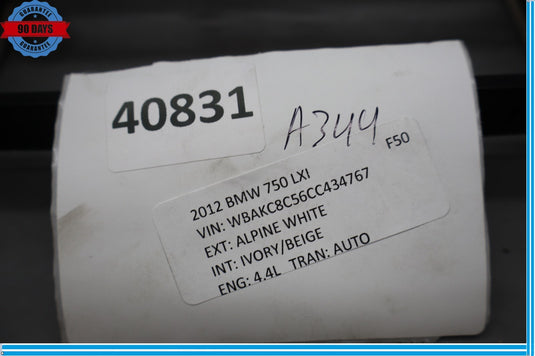 GUARANTEE
90 DAYS
GUARANTEE
40831
A344
F50
2012 BMW 750 LXI
VIN: WBAKC8C56CC434767
EXT: ALPINE WHITE
INT: IVORY/BEIGE
ENG: 4.4L TRAN: AUTO